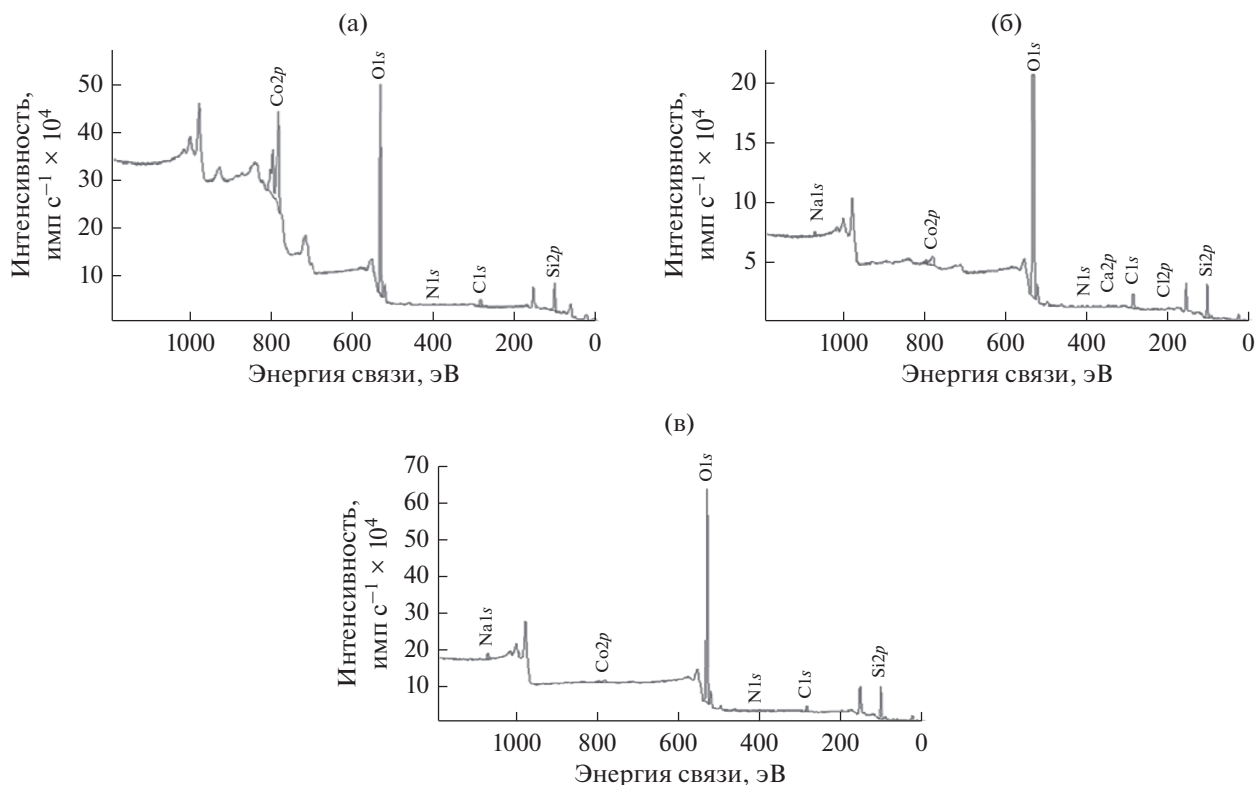 (а)
Интенсивность,
имп с⁻¹ × 10⁴
50
40
30
20
10
Co2p
O1s
N1s
C1s
Si2p
1000
800
600
400
200
0
Энергия связи, эВ
(б)
Интенсивность,
имп с⁻¹ × 10⁴
20
15
10
5
Na1s
Co2p
O1s
N1s
Ca2p
C1s
Cl2p
Si2p
1000
800
600
400
200
0
Энергия связи, эВ
(в)
Интенсивность,
имп с⁻¹ × 10⁴
70
60
50
40
30
20
10
Na1s
Co2p
O1s
N1s
C1s
Si2p
1000
800
600
400
200
0
Энергия связи, эВ